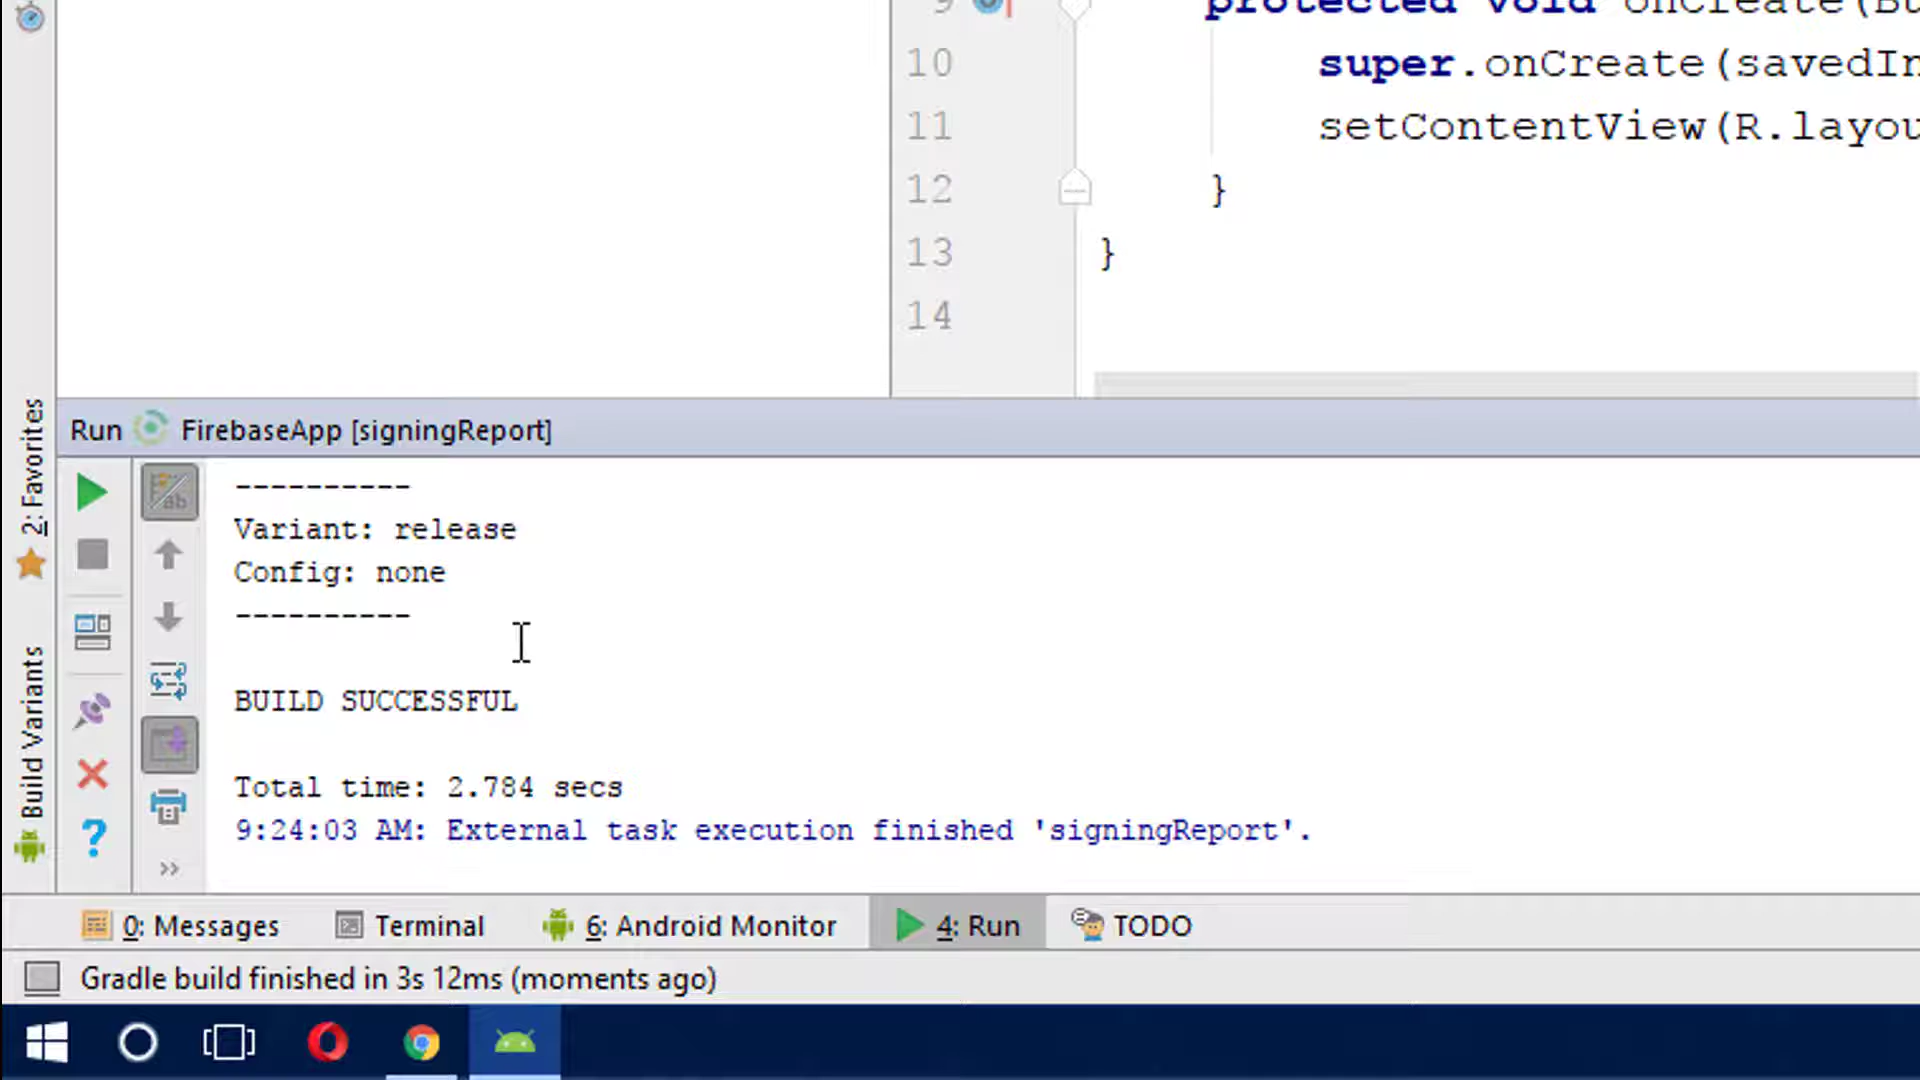 9 protected void onCreate(Bu
10 super.onCreate(savedIn
11 setContentView(R.layou
12 }
13 }
14
2: Favorites
Build Variants
Run FirebaseApp [signingReport]
----------
Variant: release
Config: none
----------
BUILD SUCCESSFUL
Total time: 2.784 secs
9:24:03 AM: External task execution finished 'signingReport'.
0: Messages Terminal 6: Android Monitor 4: Run TODO
Gradle build finished in 3s 12ms (moments ago)